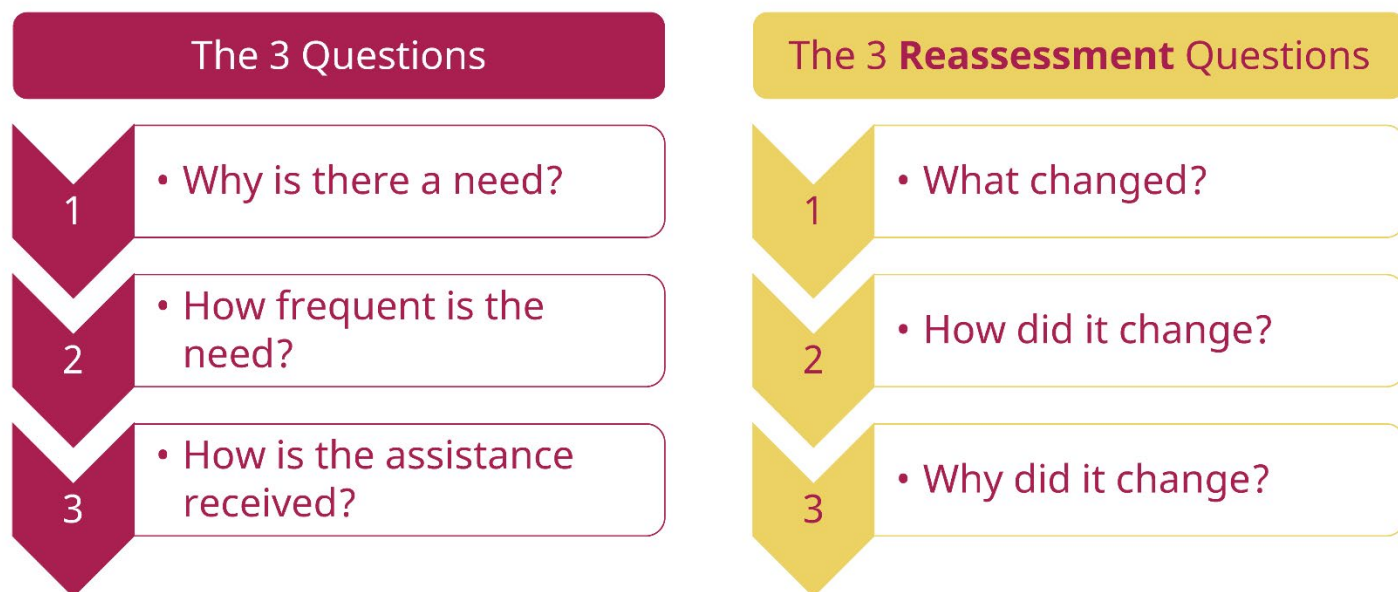 The 3 Questions
1
• Why is there a need?
2
• How frequent is the
need?
3
• How is the assistance
received?
The 3 Reassessment Questions
1
• What changed?
2
• How did it change?
3
• Why did it change?